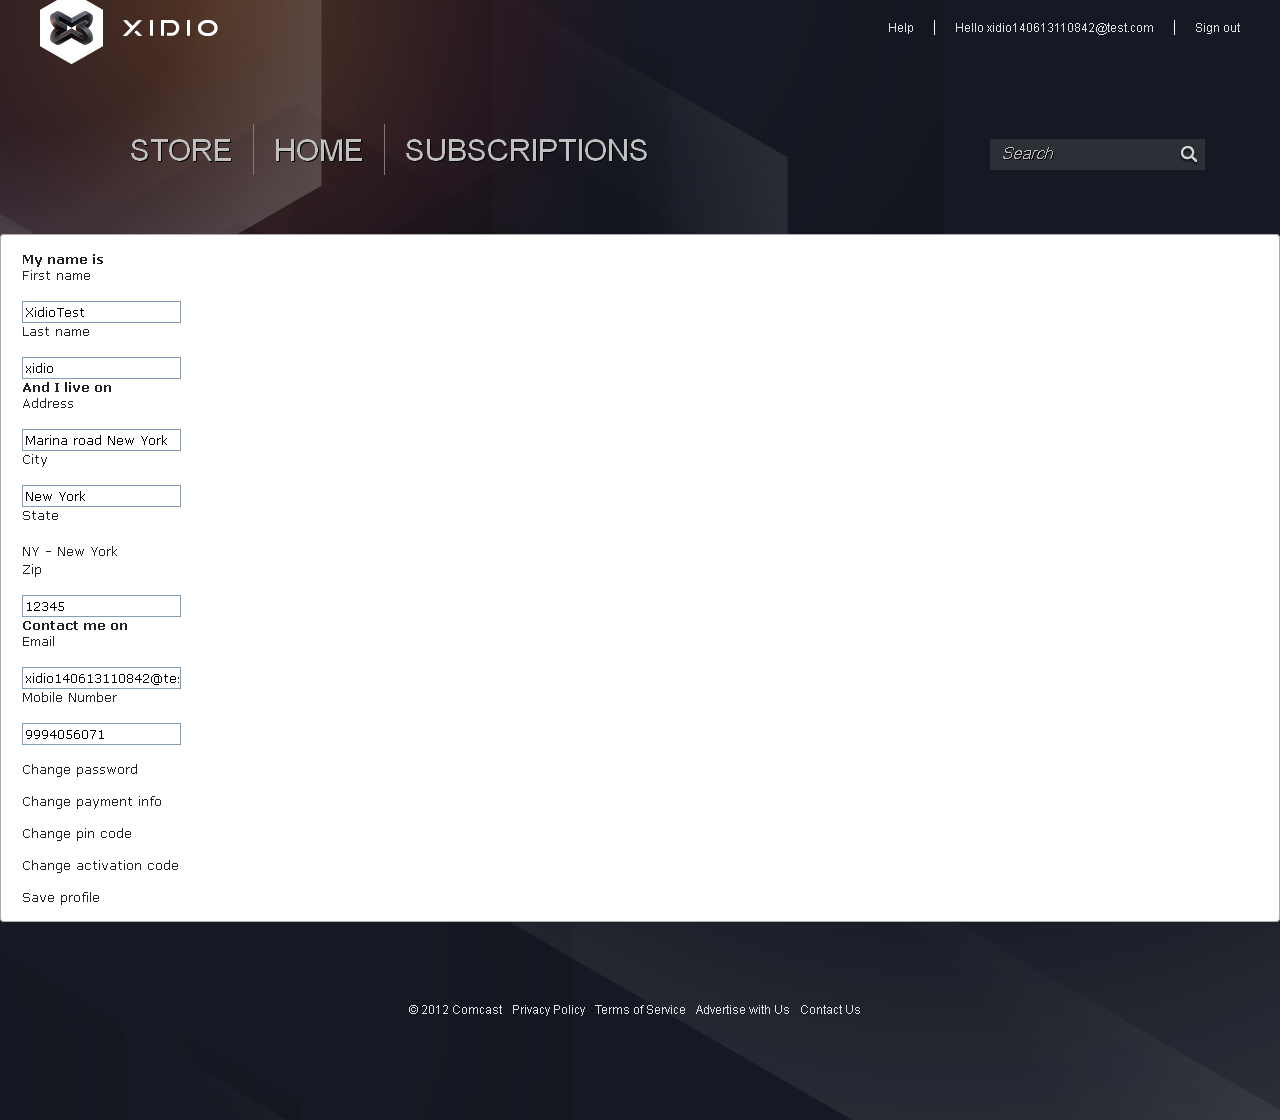 XIDIO
Help
Hello xidio140613110842@test.com
Sign out
STORE
HOME
SUBSCRIPTIONS
Search
My name is
First name
XidioTest
Last name
xidio
And I live on
Address
Marina road New York
City
New York
State
NY - New York
Zip
12345
Contact me on
Email
xidio140613110842@tes
Mobile Number
9994056071
Change password
Change payment info
Change pin code
Change activation code
Save profile
© 2012 Comcast Privacy Policy Terms of Service Advertise with Us Contact Us